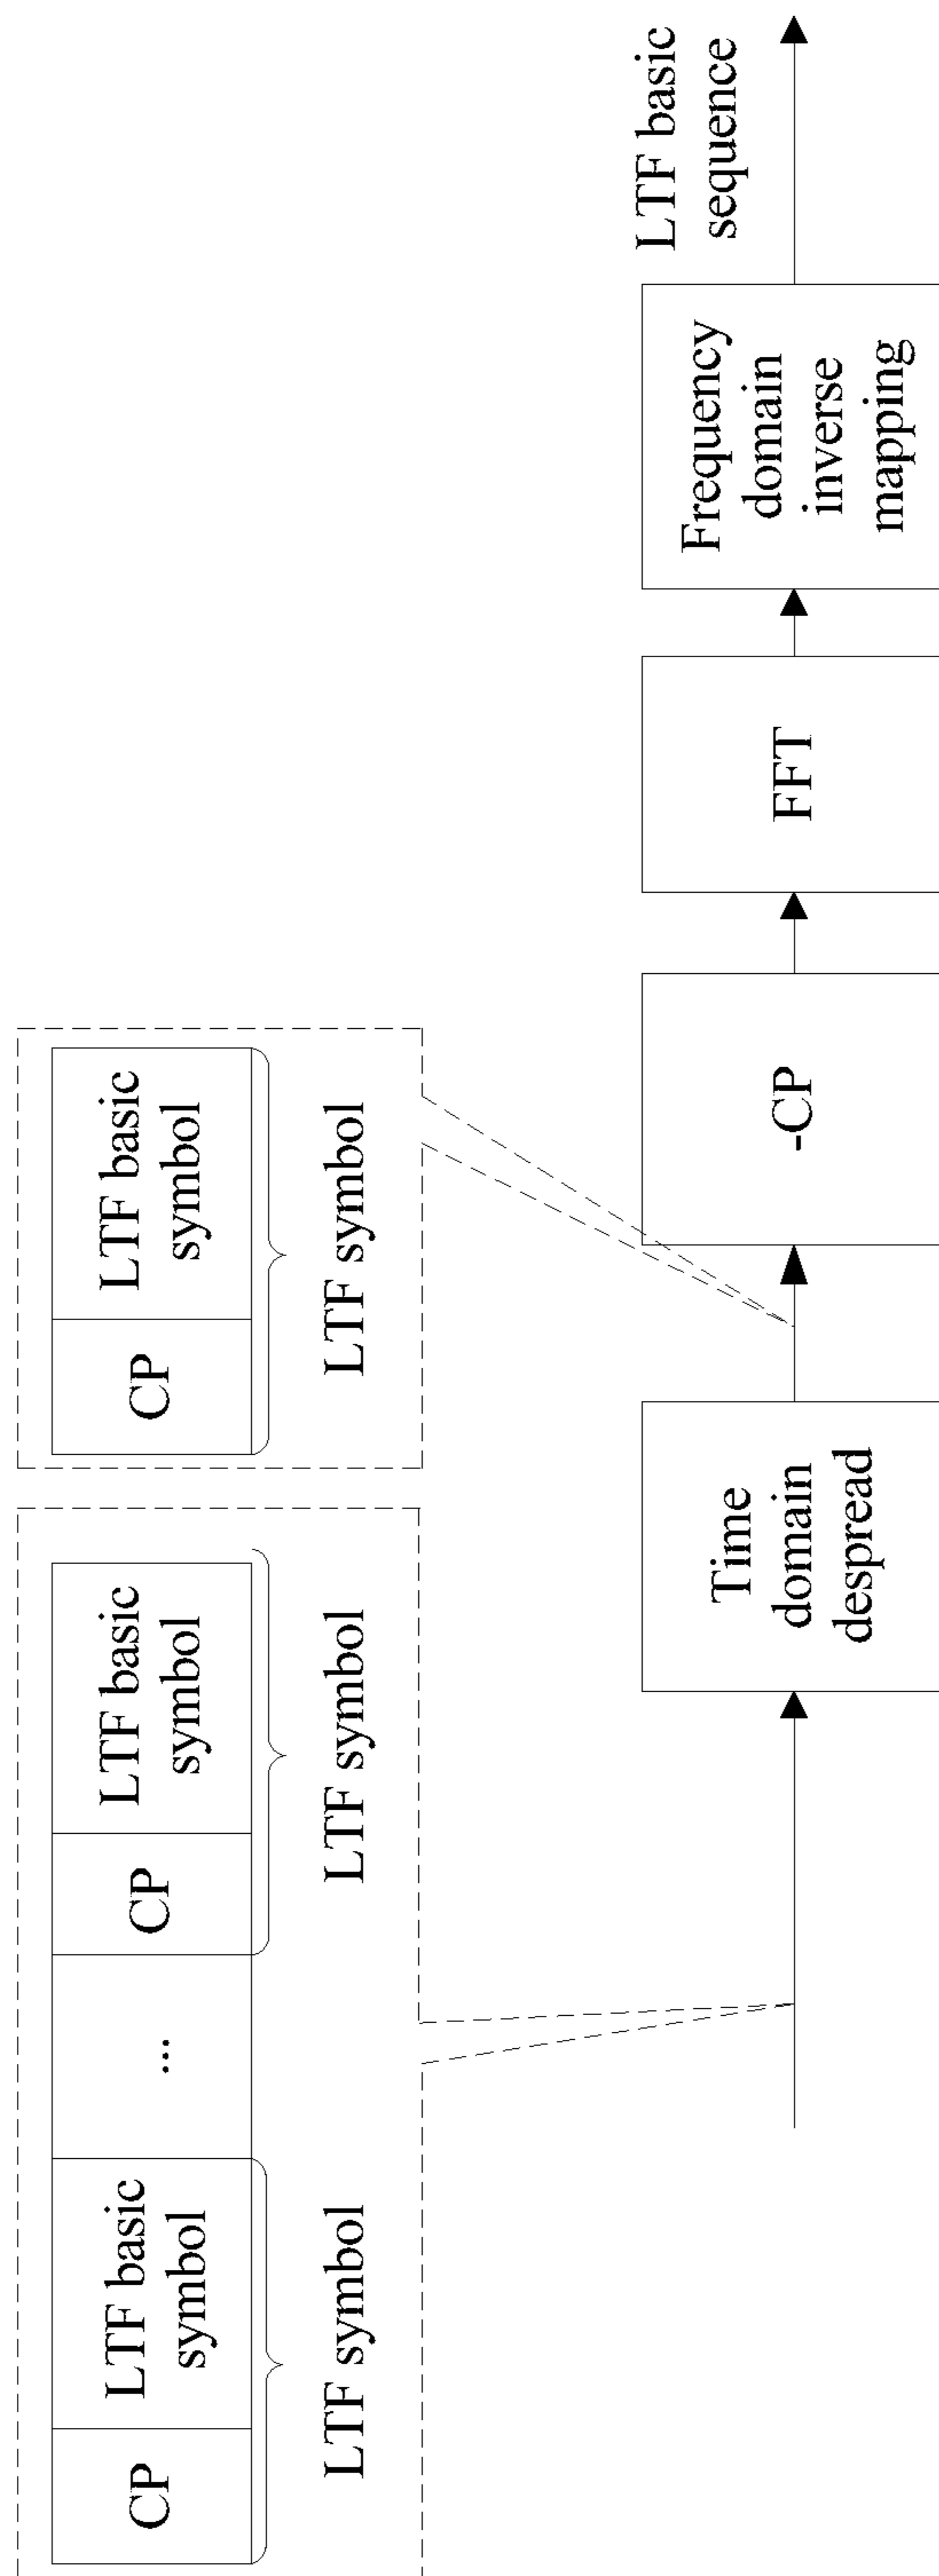 CP
LTF basic
symbol
...
CP
LTF basic
symbol
LTF symbol
LTF symbol
CP
LTF basic
symbol
LTF symbol
Time
domain
despread
-CP
FFT
Frequency
domain
inverse
mapping
LTF basic
sequence